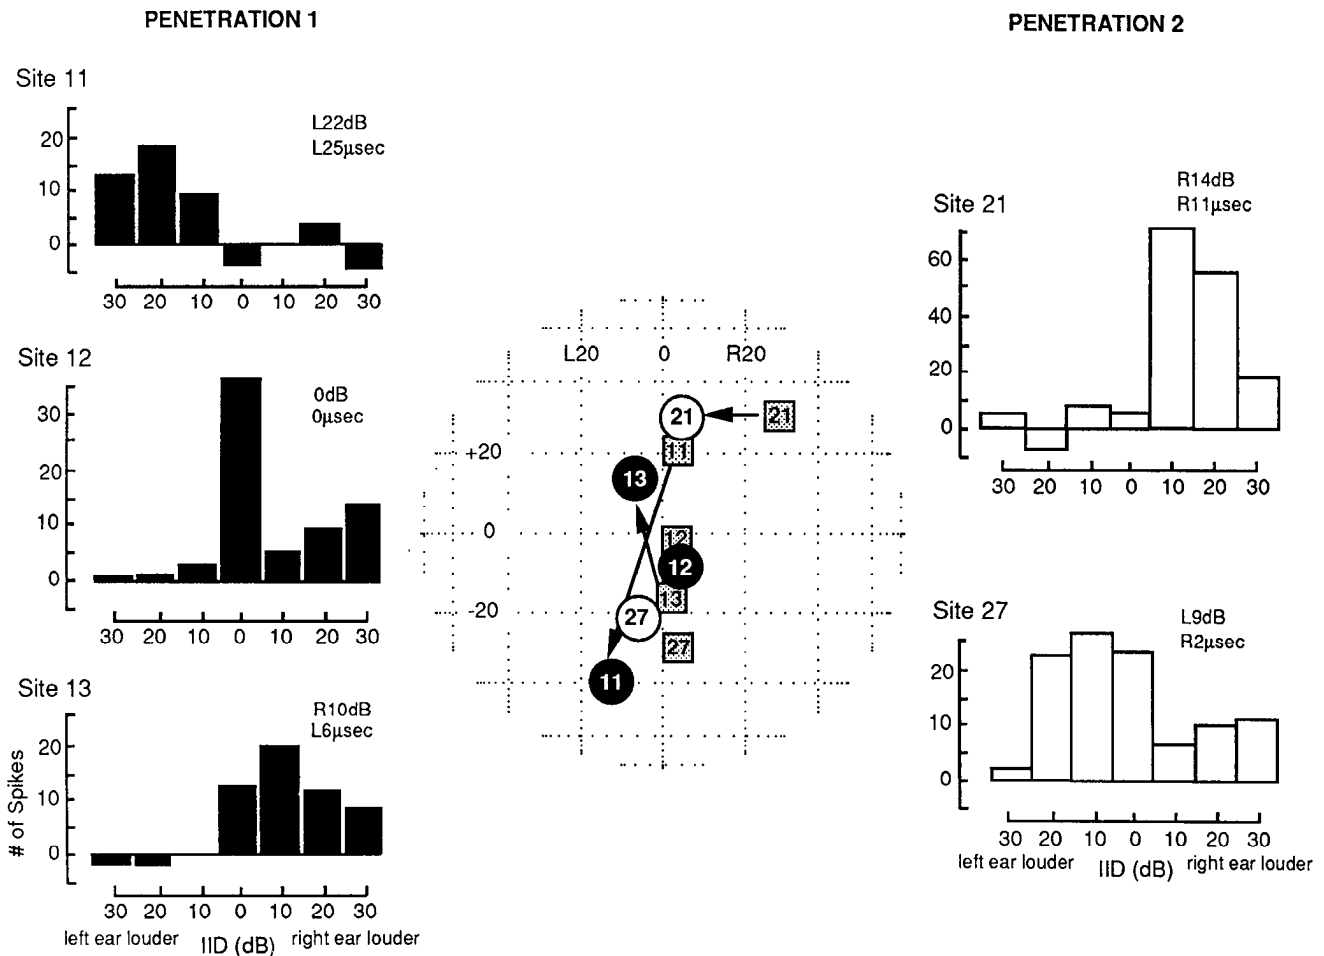 PENETRATION 1
Site 11
L22dB
L25μsec
20
10
0
30 20 10 0 10 20 30
Site 12
0dB
0μsec
30
20
10
0
30 20 10 0 10 20 30
Site 13
R10dB
L6μsec
# of Spikes
20
10
0
30 20 10 0 10 20 30
left ear louder IID (dB) right ear louder
L20 0 R20
+20
0
-20
21
21
11
13
12
12
13
27
27
11
PENETRATION 2
Site 21
R14dB
R11μsec
60
40
20
0
30 20 10 0 10 20 30
Site 27
L9dB
R2μsec
20
10
0
30 20 10 0 10 20 30
left ear louder IID (dB) right ear louder